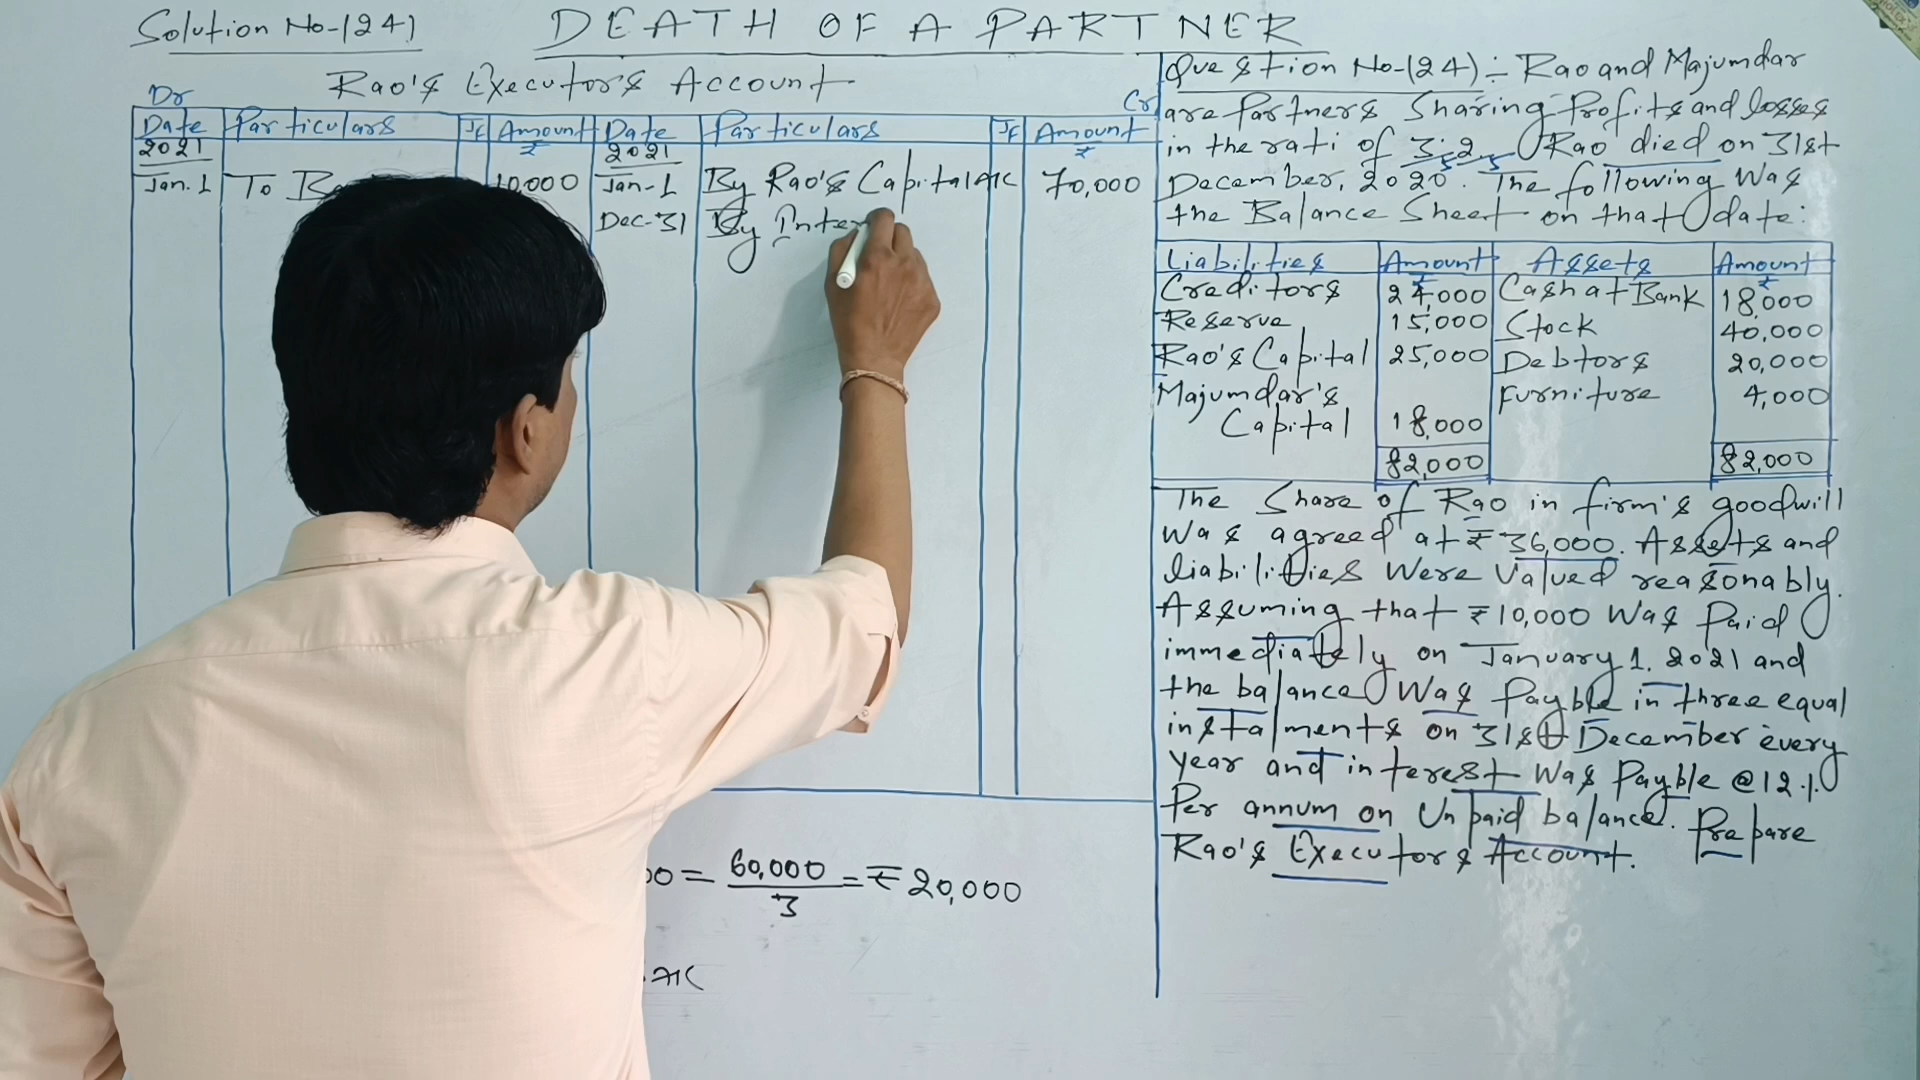 Solution No-(24)
DEATH OF A PARTNER
Rao's Executor's Account
Dr
Cr
Date Particulars JF Amount Date Particulars JF Amount
2021 ₹ 2021 ₹
Jan. 1 To 10,000 Jan-1 By Rao's Capital A/C 70,000
Dec-31 By Inter
60,000
= ___ = ₹ 20,000
3
A/C
Question No-(24) :- Rao and Majumdar
are Partners Sharing Profits and losses
in the rati of 3:2. Rao died on 31st
5 5
December, 2020. The following Was
the Balance Sheet on that date:
Liabilities Amount Assets Amount
₹ ₹
Creditors 24,000 Cash at Bank 18,000
Reserve 15,000 Stock 40,000
Rao's Capital 25,000 Debtors 20,000
Majumdar's Furniture 4,000
Capital 18,000
82,000 82,000
The Share of Rao in firm's goodwill
Was agreed at ₹ 36,000. Assets and
liabilities Were Valued reasonably.
Assuming that ₹ 10,000 Was Paid
immediately on January 1, 2021 and
the balance Was Payble in three equal
instalments on 31st December every
year and interest Was Payble @ 12%
Per annum on Unpaid balance. Prepare
Rao's Executors Account.